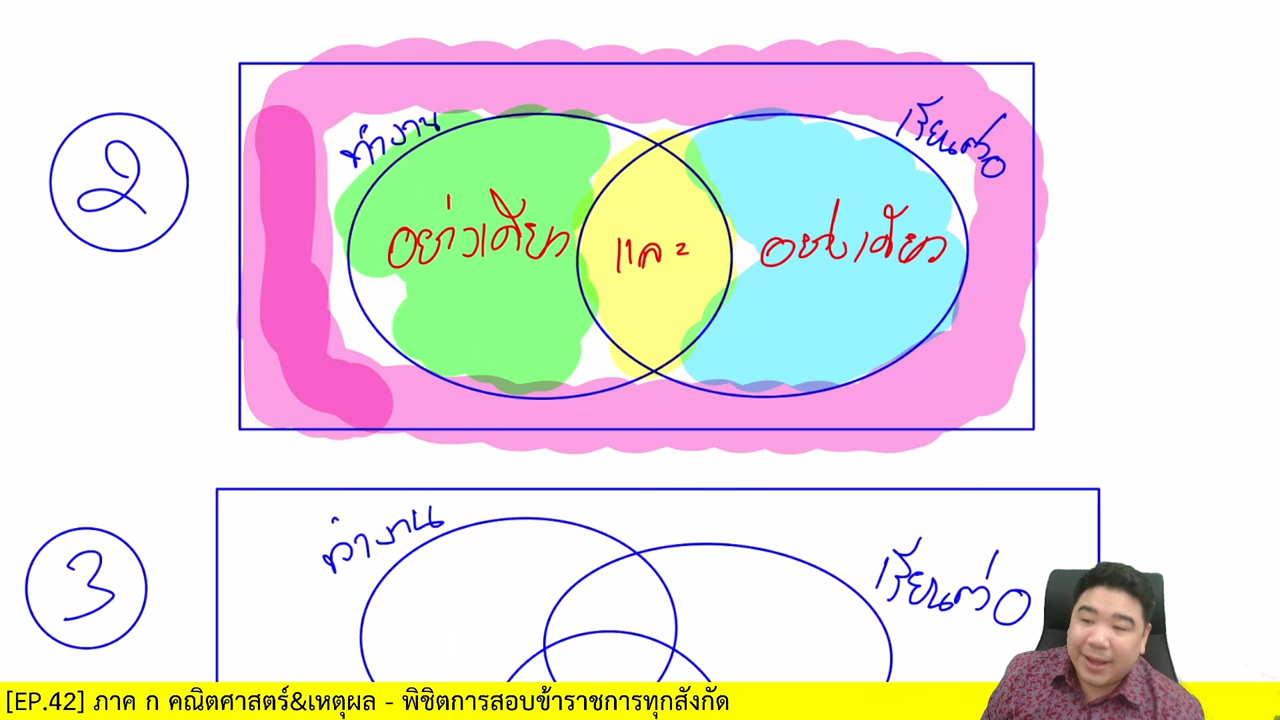 2
ทำงาน
เรียนต่อ
อย่างเดียว
และ
อย่างเดียว
3
ทำงาน
เรียนต่อ
[EP.42] ภาค ก คณิตศาสตร์&เหตุผล - พิชิตการสอบข้าราชการทุกสังกัด